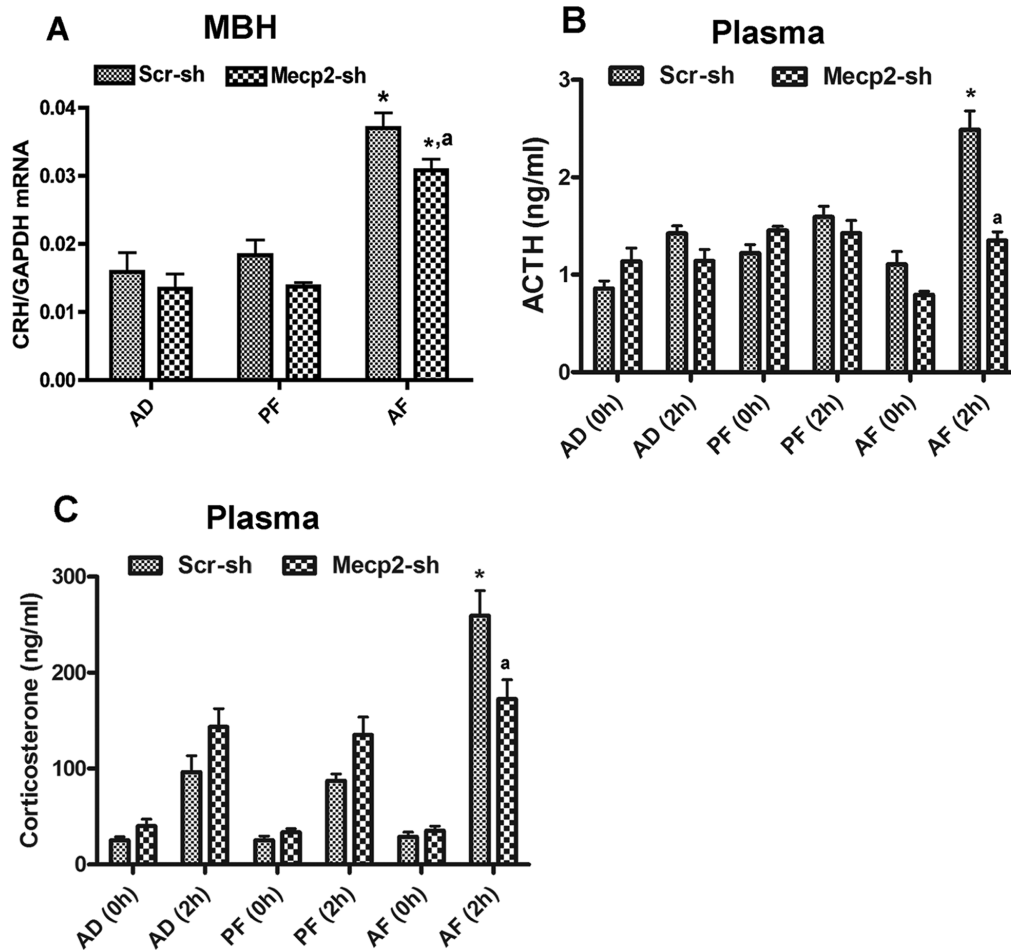 A
MBH
Scr-sh Mecp2-sh
CRH/GAPDH mRNA
0.04
0.03
0.02
0.01
0.00
*
*,a
AD PF AF
B
Plasma
Scr-sh Mecp2-sh
ACTH (ng/ml)
3
2
1
0
*
a
AD (0h) AD (2h) PF (0h) PF (2h) AF (0h) AF (2h)
C
Plasma
Scr-sh Mecp2-sh
Corticosterone (ng/ml)
300
200
100
0
*
a
AD (0h) AD (2h) PF (0h) PF (2h) AF (0h) AF (2h)